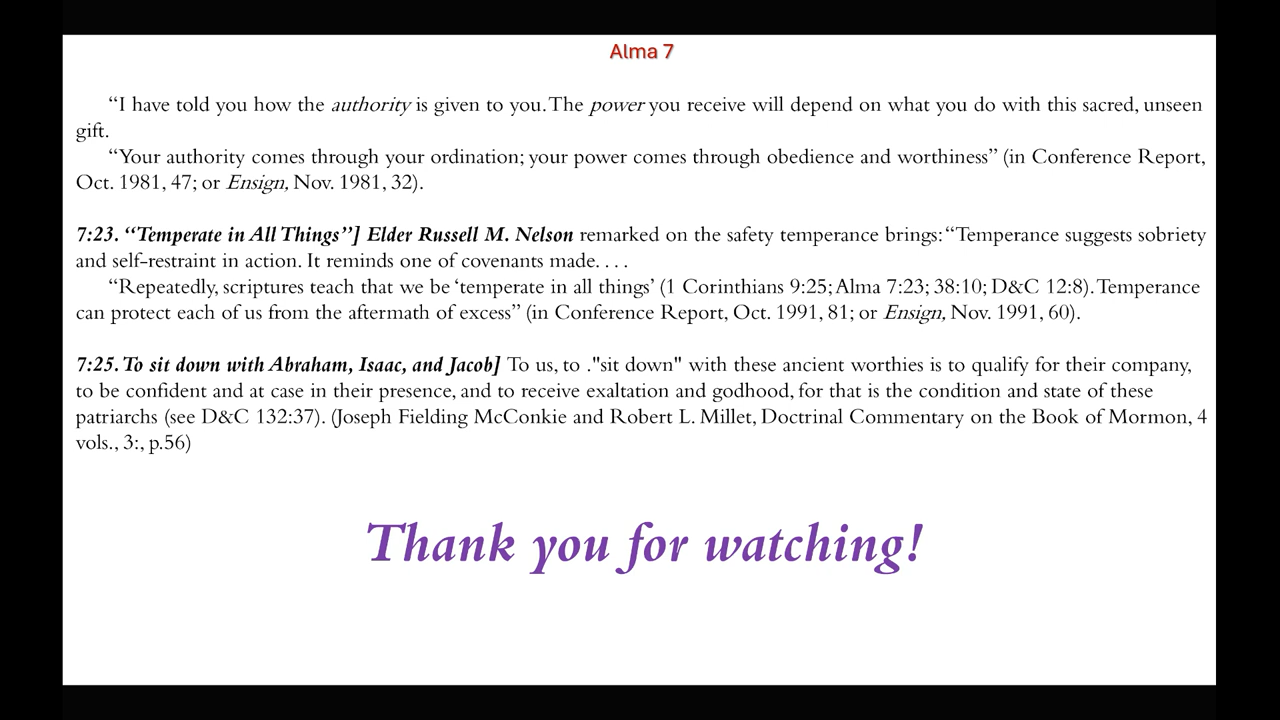 Alma 7
“I have told you how the authority is given to you. The power you receive will depend on what you do with this sacred, unseen
gift.
“Your authority comes through your ordination; your power comes through obedience and worthiness” (in Conference Report,
Oct. 1981, 47; or Ensign, Nov. 1981, 32).
7:23. “Temperate in All Things”] Elder Russell M. Nelson remarked on the safety temperance brings: “Temperance suggests sobriety
and self-restraint in action. It reminds one of covenants made. . . .
“Repeatedly, scriptures teach that we be ‘temperate in all things’ (1 Corinthians 9:25; Alma 7:23; 38:10; D&C 12:8). Temperance
can protect each of us from the aftermath of excess” (in Conference Report, Oct. 1991, 81; or Ensign, Nov. 1991, 60).
7:25. To sit down with Abraham, Isaac, and Jacob] To us, to ."sit down" with these ancient worthies is to qualify for their company,
to be confident and at case in their presence, and to receive exaltation and godhood, for that is the condition and state of these
patriarchs (see D&C 132:37). (Joseph Fielding McConkie and Robert L. Millet, Doctrinal Commentary on the Book of Mormon, 4
vols., 3:, p.56)
Thank you for watching!